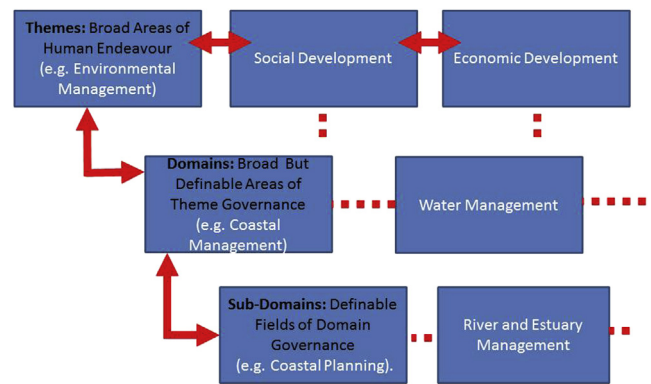 Themes: Broad Areas of
Human Endeavour
(e.g. Environmental
Management)
Social Development
Economic Development
Domains: Broad But
Definable Areas of
Theme Governance
(e.g. Coastal
Management)
Water Management
Sub-Domains: Definable
Fields of Domain
Governance
(e.g. Coastal Planning).
River and Estuary
Management